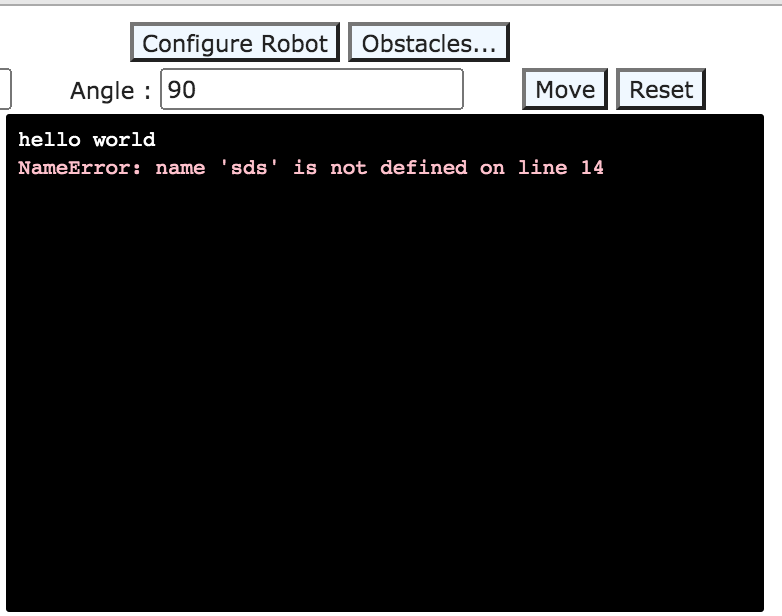 Configure Robot Obstacles...
Angle : 90 Move Reset
hello world
NameError: name 'sds' is not defined on line 14